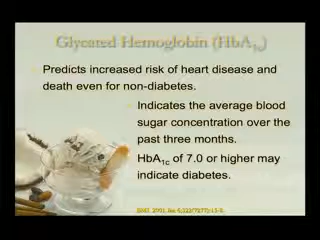 Glycated Hemoglobin (HbA1c)
Predicts increased risk of heart disease and
death even for non-diabetes.
Indicates the average blood
sugar concentration over the
past three months.
HbA1c of 7.0 or higher may
indicate diabetes.